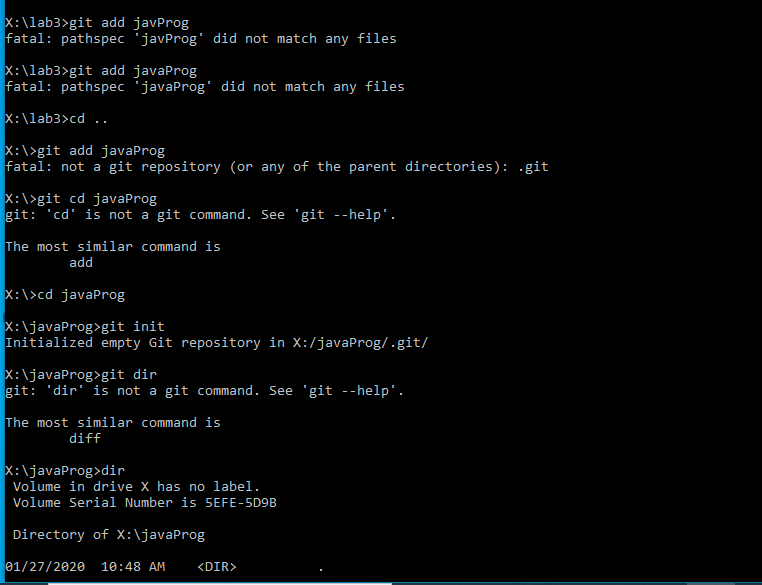 X:\lab3>git add javProg
fatal: pathspec 'javProg' did not match any files
X:\lab3>git add javaProg
fatal: pathspec 'javaProg' did not match any files
X:\lab3>cd ..
X:\>git add javaProg
fatal: not a git repository (or any of the parent directories): .git
X:\>git cd javaProg
git: 'cd' is not a git command. See 'git --help'.
The most similar command is
add
X:\>cd javaProg
X:\javaProg>git init
Initialized empty Git repository in X:/javaProg/.git/
X:\javaProg>git dir
git: 'dir' is not a git command. See 'git --help'.
The most similar command is
diff
X:\javaProg>dir
Volume in drive X has no label.
Volume Serial Number is 5EFE-5D9B
Directory of X:\javaProg
01/27/2020  10:48 AM    <DIR>          .